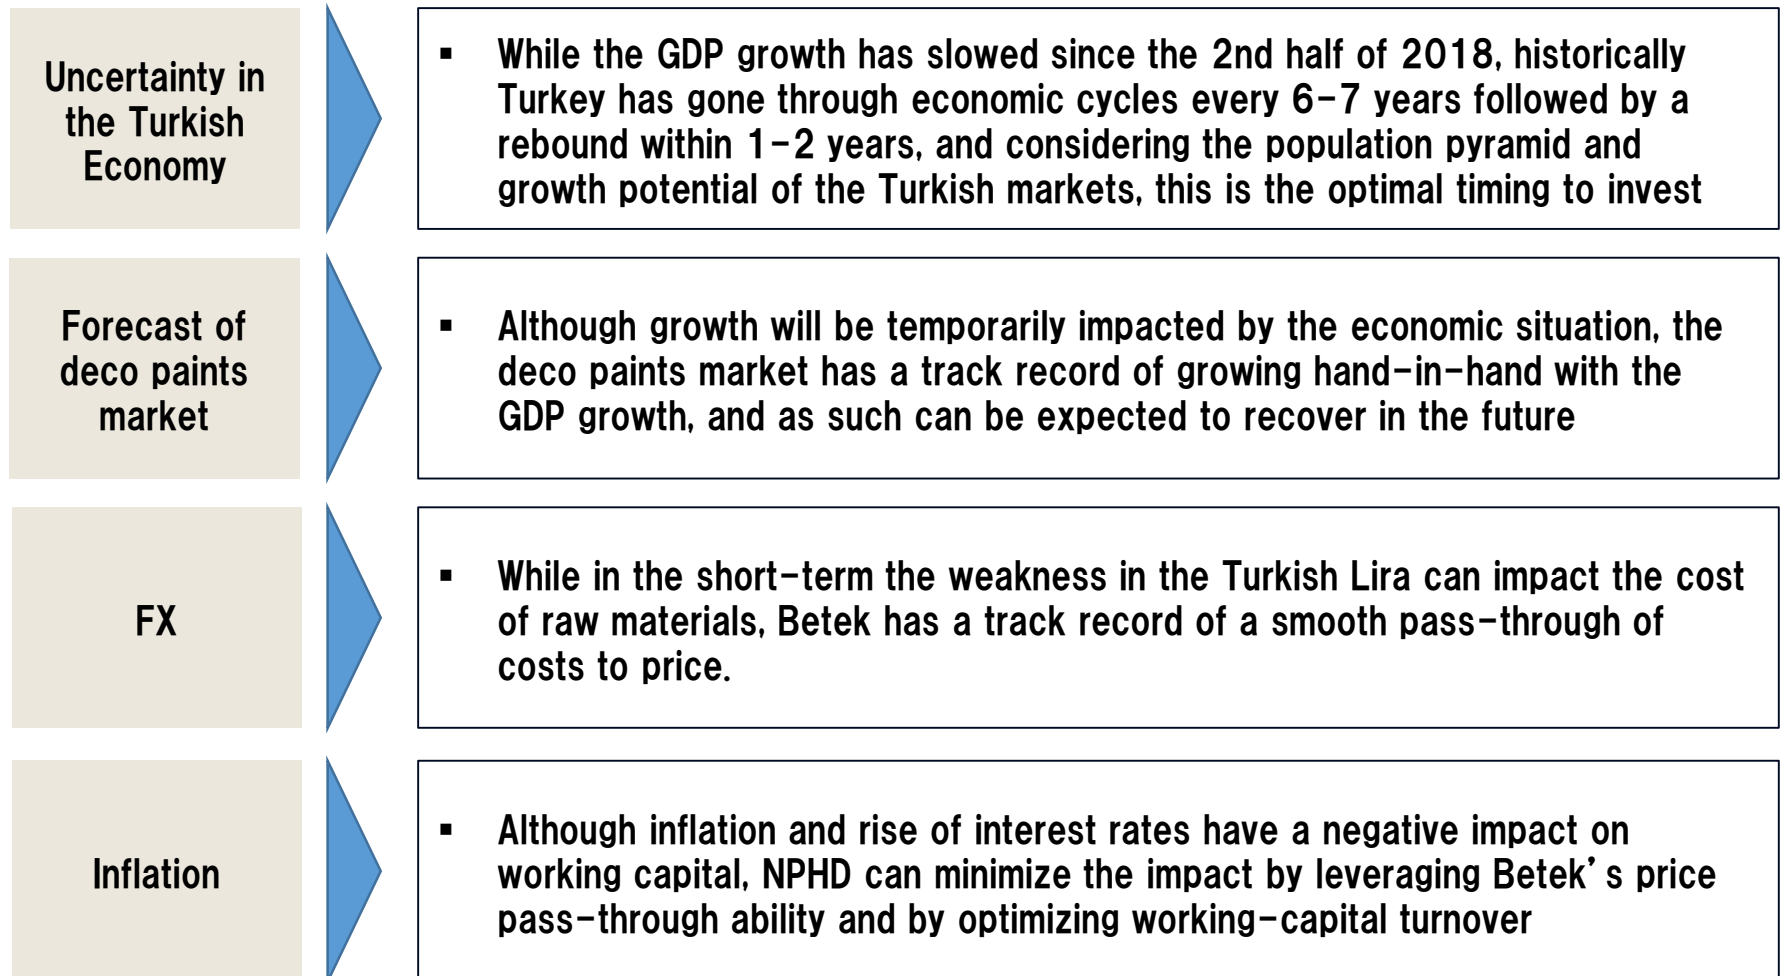 Uncertainty in
the Turkish
Economy
▪ While the GDP growth has slowed since the 2nd half of 2018, historically
Turkey has gone through economic cycles every 6-7 years followed by a
rebound within 1-2 years, and considering the population pyramid and
growth potential of the Turkish markets, this is the optimal timing to invest
Forecast of
deco paints
market
▪ Although growth will be temporarily impacted by the economic situation, the
deco paints market has a track record of growing hand-in-hand with the
GDP growth, and as such can be expected to recover in the future
FX
▪ While in the short-term the weakness in the Turkish Lira can impact the cost
of raw materials, Betek has a track record of a smooth pass-through of
costs to price.
Inflation
▪ Although inflation and rise of interest rates have a negative impact on
working capital, NPHD can minimize the impact by leveraging Betek’s price
pass-through ability and by optimizing working-capital turnover